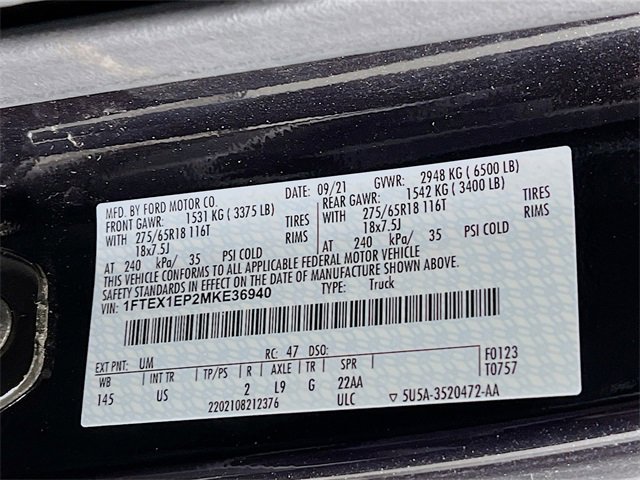 MFD. BY FORD MOTOR CO. DATE: 09/21 GVWR: 2948 KG ( 6500 LB)
FRONT GAWR: 1531 KG ( 3375 LB) REAR GAWR: 1542 KG ( 3400 LB)
WITH 275/65R18 116T TIRES WITH 275/65R18 116T TIRES
18x7.5J RIMS 18x7.5J RIMS
AT 240 kPa/ 35 PSI COLD AT 240 kPa/ 35 PSI COLD
THIS VEHICLE CONFORMS TO ALL APPLICABLE FEDERAL MOTOR VEHICLE
SAFETY STANDARDS IN EFFECT ON THE DATE OF MANUFACTURE SHOWN ABOVE.
VIN: 1FTEX1EP2MKE36940 TYPE: Truck
EXT PNT: UM RC: 47 DSO: F0123
WB INT TR TP/PS R AXLE TR SPR T0757
145 US 2 L9 G 22AA
2202108212376 ULC 5U5A-3520472-AA